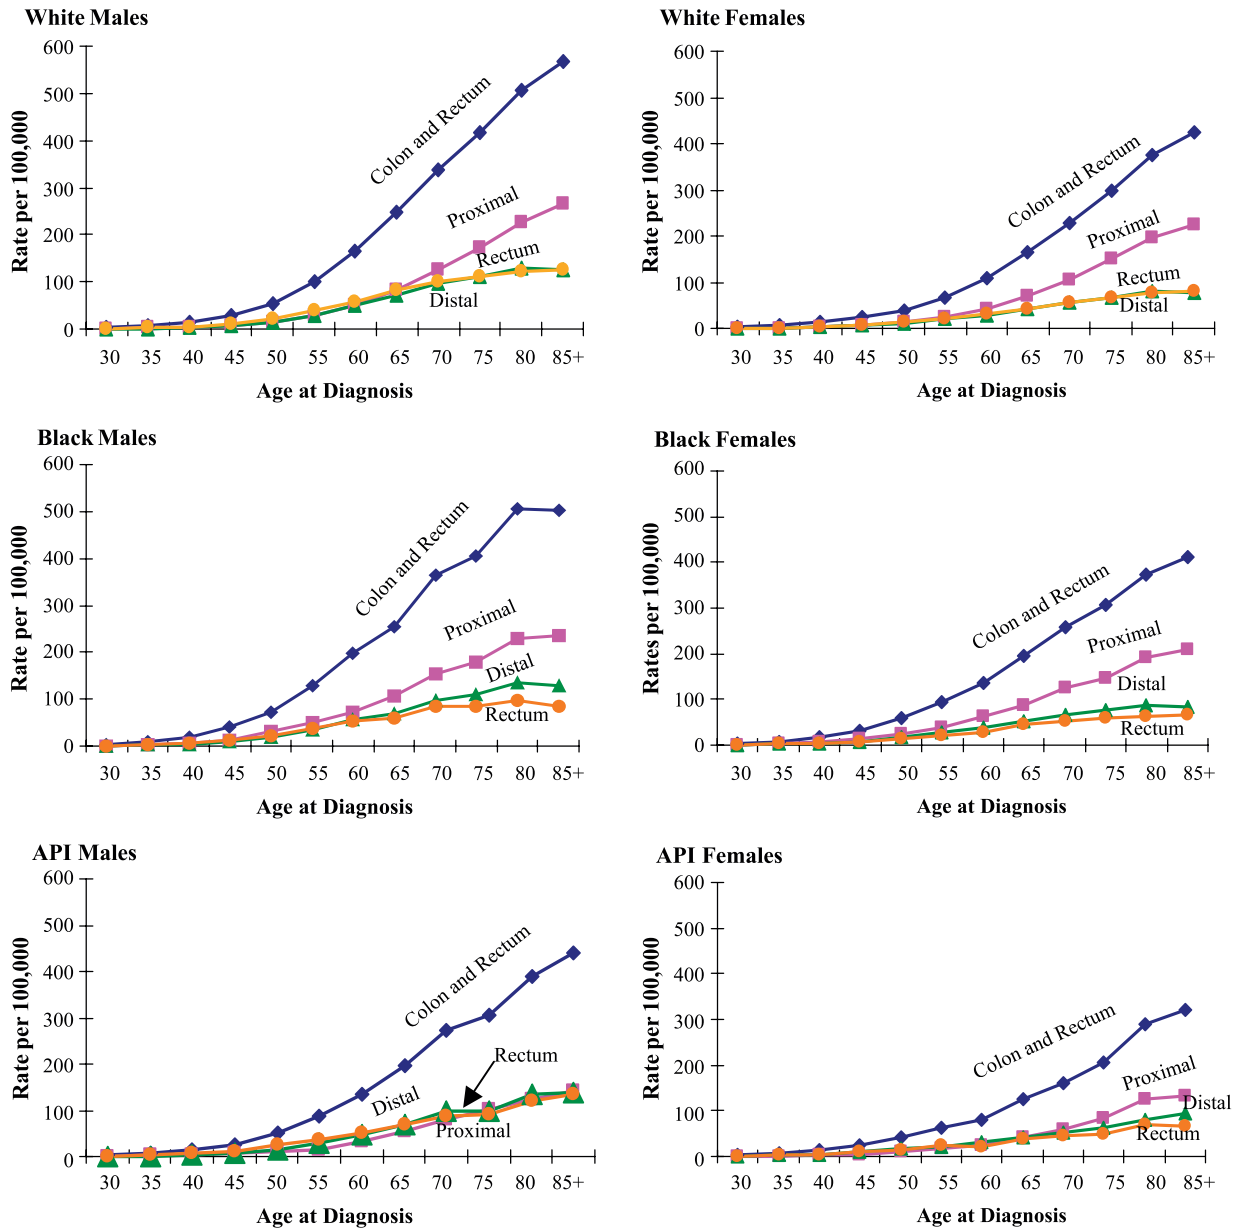 White Males
600
500
400
300
200
100
0
Rate per 100,000
Colon and Rectum
Proximal
Rectum
Distal
30 35 40 45 50 55 60 65 70 75 80 85+
Age at Diagnosis
White Females
600
500
400
300
200
100
0
Rate per 100,000
Colon and Rectum
Proximal
Rectum
Distal
30 35 40 45 50 55 60 65 70 75 80 85+
Age at Diagnosis
Black Males
600
500
400
300
200
100
0
Rate per 100,000
Colon and Rectum
Proximal
Distal
Rectum
30 35 40 45 50 55 60 65 70 75 80 85+
Age at Diagnosis
Black Females
600
500
400
300
200
100
0
Rates per 100,000
Colon and Rectum
Proximal
Distal
Rectum
30 35 40 45 50 55 60 65 70 75 80 85+
Age at Diagnosis
API Males
600
500
400
300
200
100
0
Rate per 100,000
Colon and Rectum
Rectum
Distal
Proximal
30 35 40 45 50 55 60 65 70 75 80 85+
Age at Diagnosis
API Females
600
500
400
300
200
100
0
Rate per 100,000
Colon and Rectum
Proximal
Distal
Rectum
30 35 40 45 50 55 60 65 70 75 80 85+
Age at Diagnosis